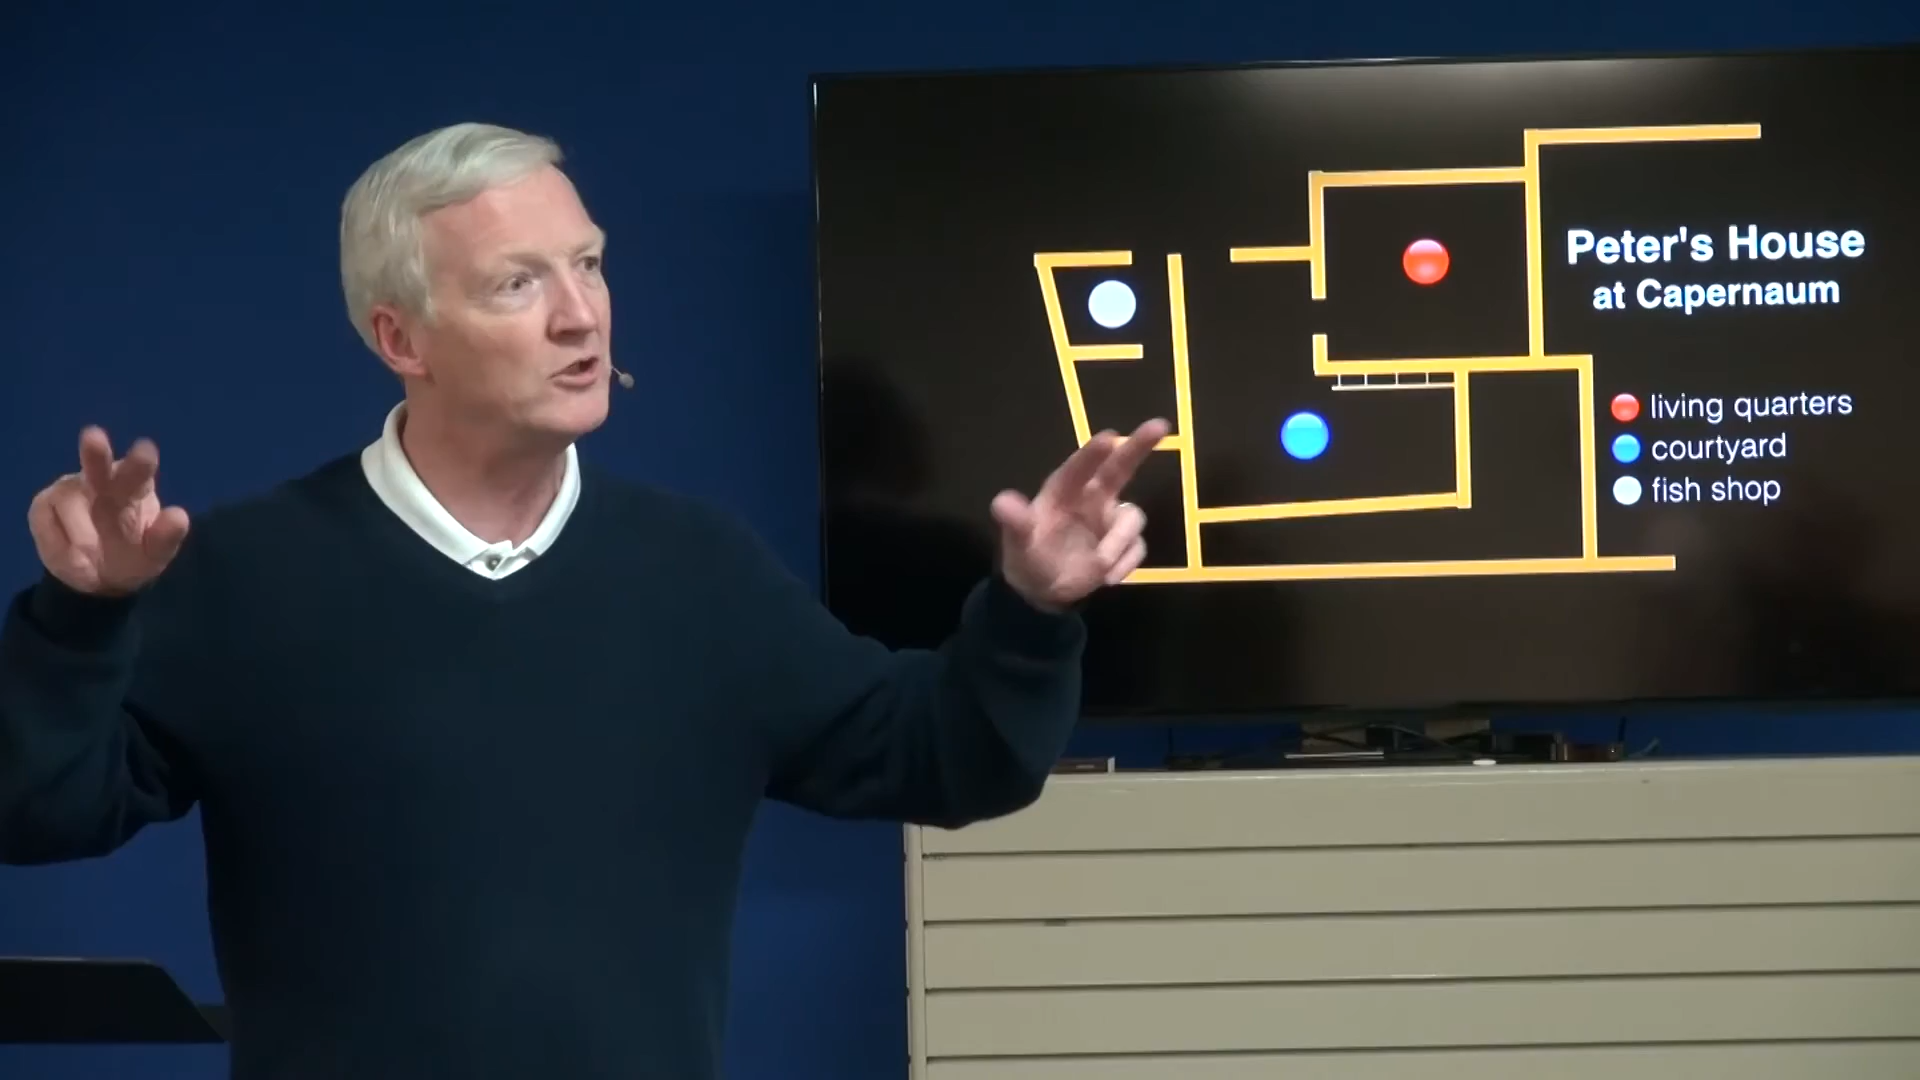 Peter's House
at Capernaum
living quarters
courtyard
fish shop